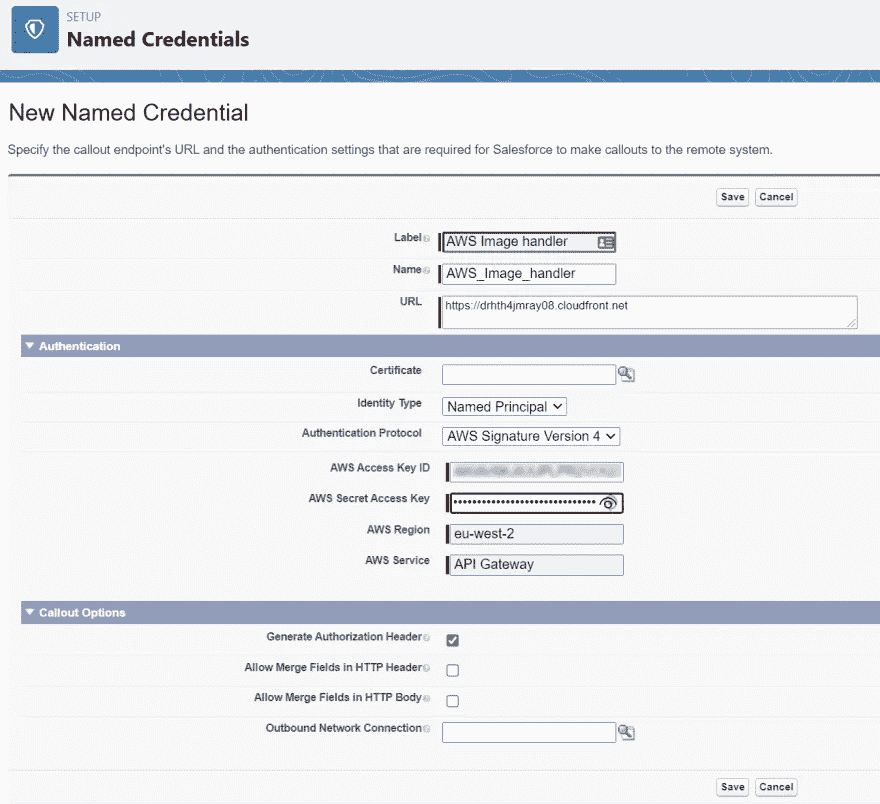 SETUP
Named Credentials
New Named Credential
Specify the callout endpoint's URL and the authentication settings that are required for Salesforce to make callouts to the remote system.
Save Cancel
Label AWS Image handler
Name AWS_Image_handler
URL https://drhth4jmray08.cloudfront.net
Authentication
Certificate
Identity Type Named Principal
Authentication Protocol AWS Signature Version 4
AWS Access Key ID
AWS Secret Access Key
AWS Region eu-west-2
AWS Service API Gateway
Callout Options
Generate Authorization Header
Allow Merge Fields in HTTP Header
Allow Merge Fields in HTTP Body
Outbound Network Connection
Save Cancel